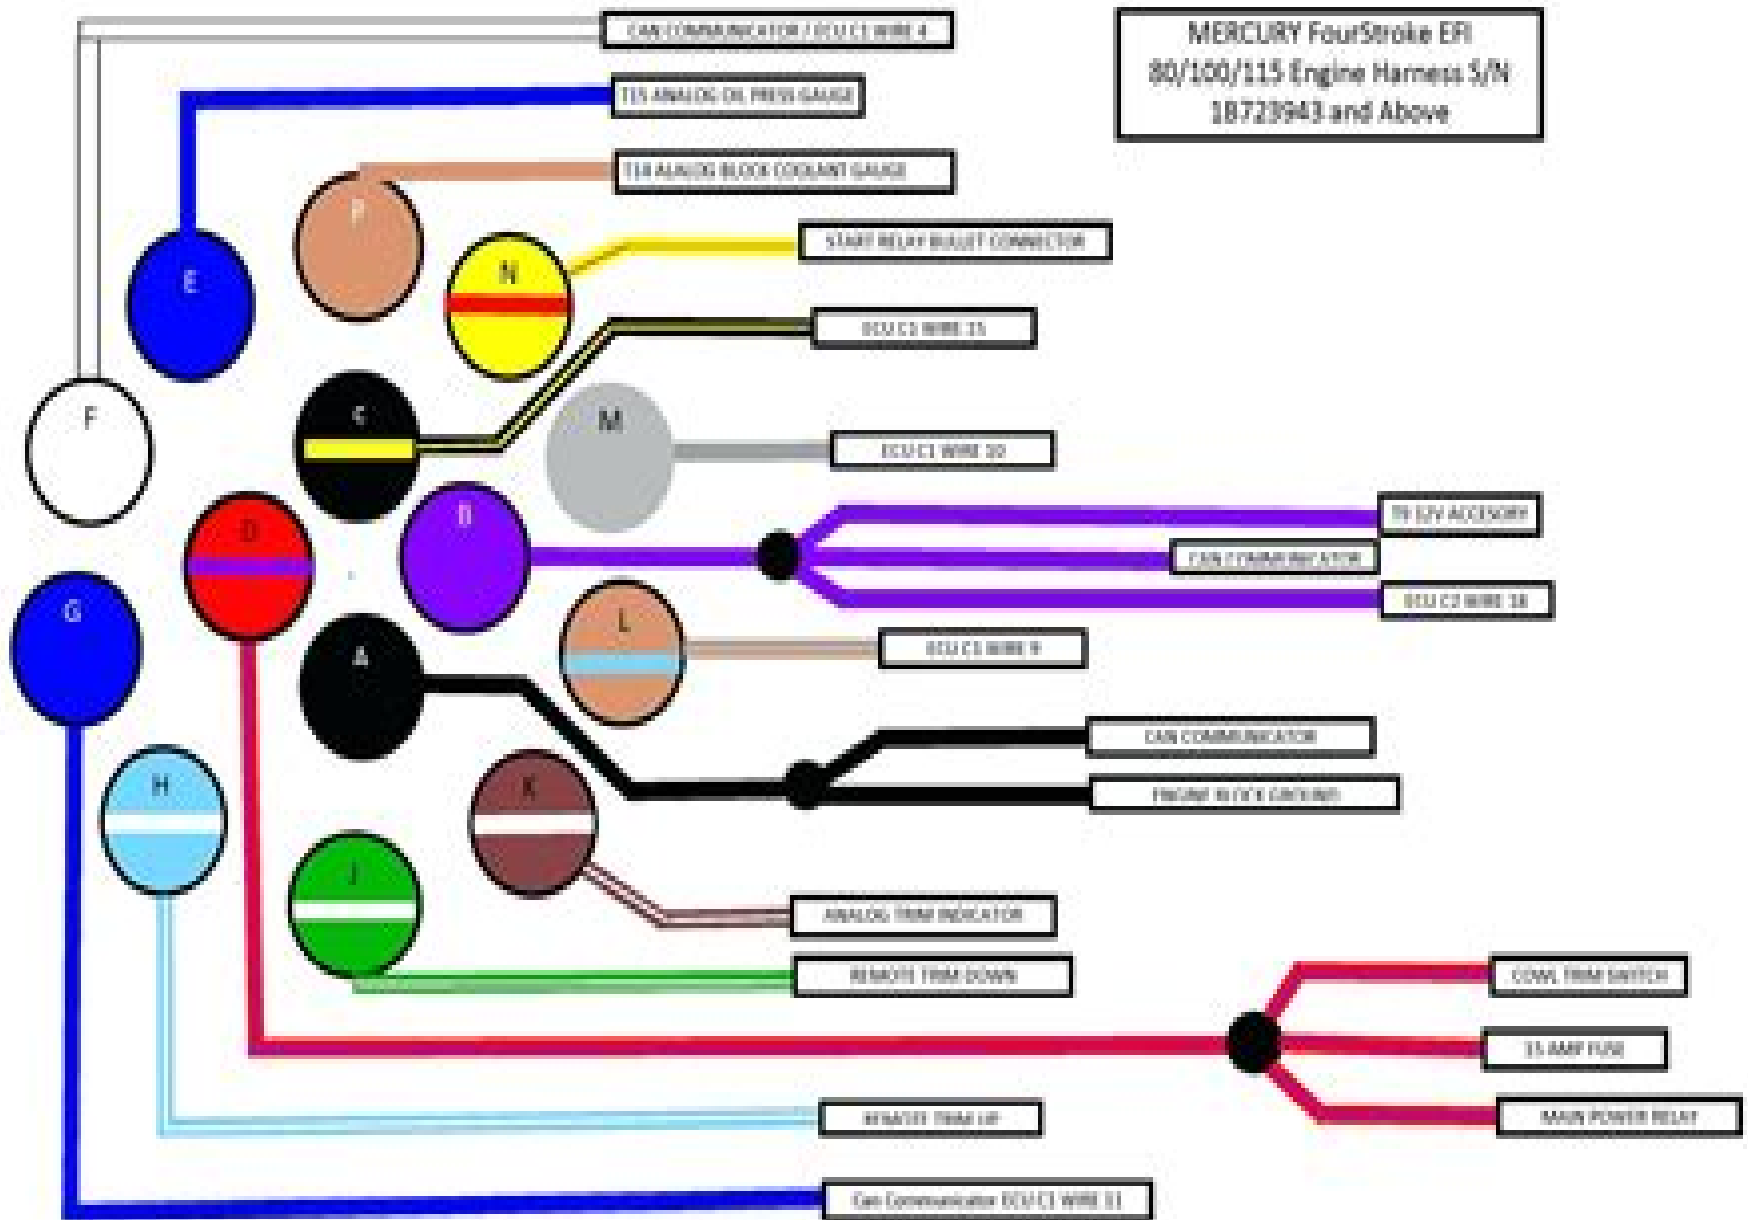 CAN COMMUNICATOR / ECU C1 WIRE 4
MERCURY FourStroke EFI
80/100/115 Engine Harness S/N
1B723943 and Above
T15 ANALOG OIL PRESS GAUGE
T14 ALALOG BLOCK COOLANT GAUGE
P
START RELAY BULLET CONNECTOR
N
E
ECU C1 WIRE 15
F
C
M
ECU C1 WIRE 10
T9 12V ACCESORY
B
D
CAN COMMUNICATOR
ECU C2 WIRE 18
G
L
ECU C1 WIRE 9
A
CAN COMMUNICATOR
H
K
ENGINE BLOCK GROUND
J
ANALOG TRIM INDICATOR
REMOTE TRIM DOWN
COWL TRIM SWITCH
15 AMP FUSE
REMOTE TRIM UP
MAIN POWER RELAY
Can Communicator ECU C1 WIRE 11